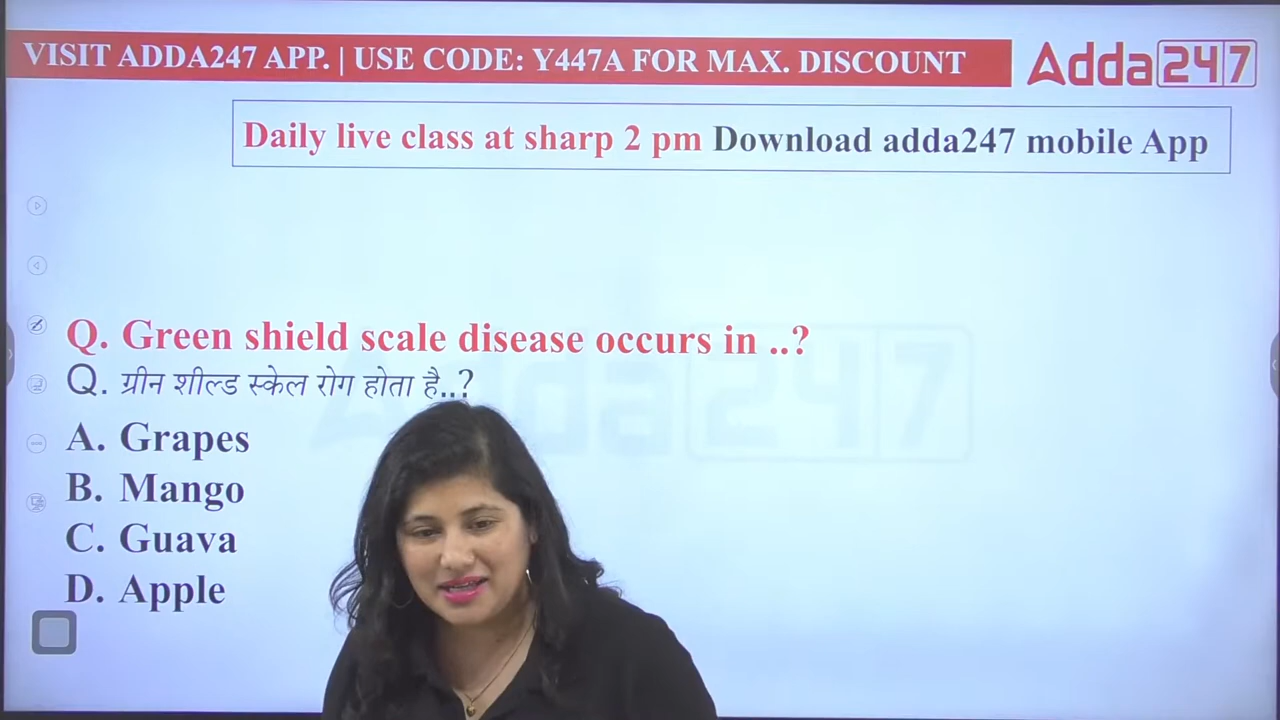 VISIT ADDA247 APP. | USE CODE: Y447A FOR MAX. DISCOUNT
Adda247
Daily live class at sharp 2 pm Download adda247 mobile App
Q. Green shield scale disease occurs in ..?
Q. ग्रीन शील्ड स्केल रोग होता है..?
A. Grapes
B. Mango
C. Guava
D. Apple
Adda247